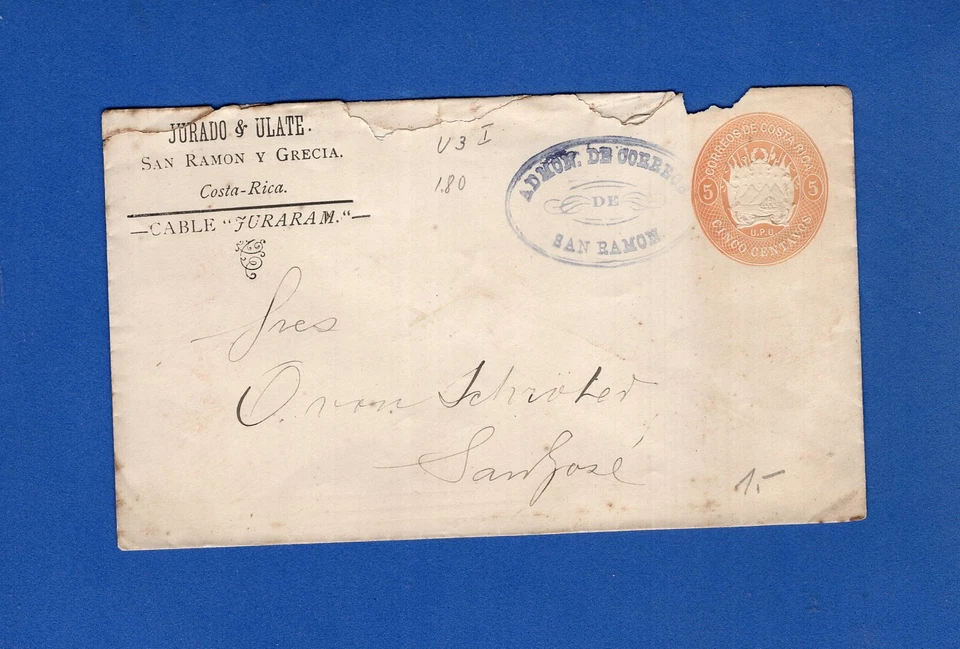 JURADO & ULATE.
SAN RAMON Y GRECIA.
Costa-Rica.
—CABLE "JURARAM."—
U3 I
1.80
ADMON. DE CORREOS
DE
SAN RAMON
CORREOS DE COSTA RICA
5 5
U.P.U.
CINCO CENTAVOS
Sres
O. von Schröter
San José
1.-